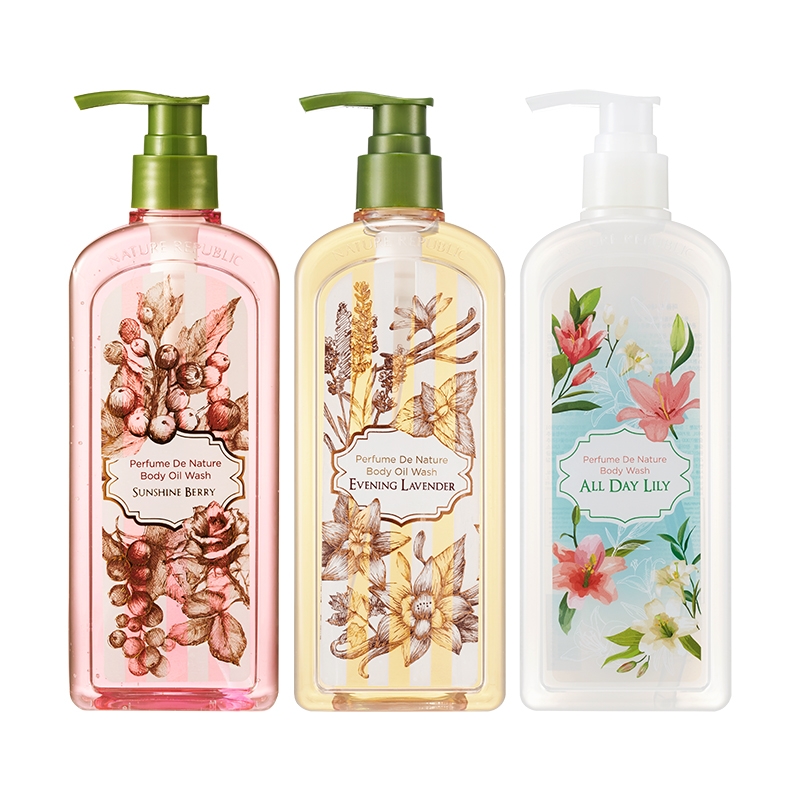 NATURE REPUBLIC
Perfume De Nature
Body Oil Wash
SUNSHINE BERRY
NATURE REPUBLIC
Perfume De Nature
Body Oil Wash
EVENING LAVENDER
Perfume De Nature
Body Wash
ALL DAY LILY